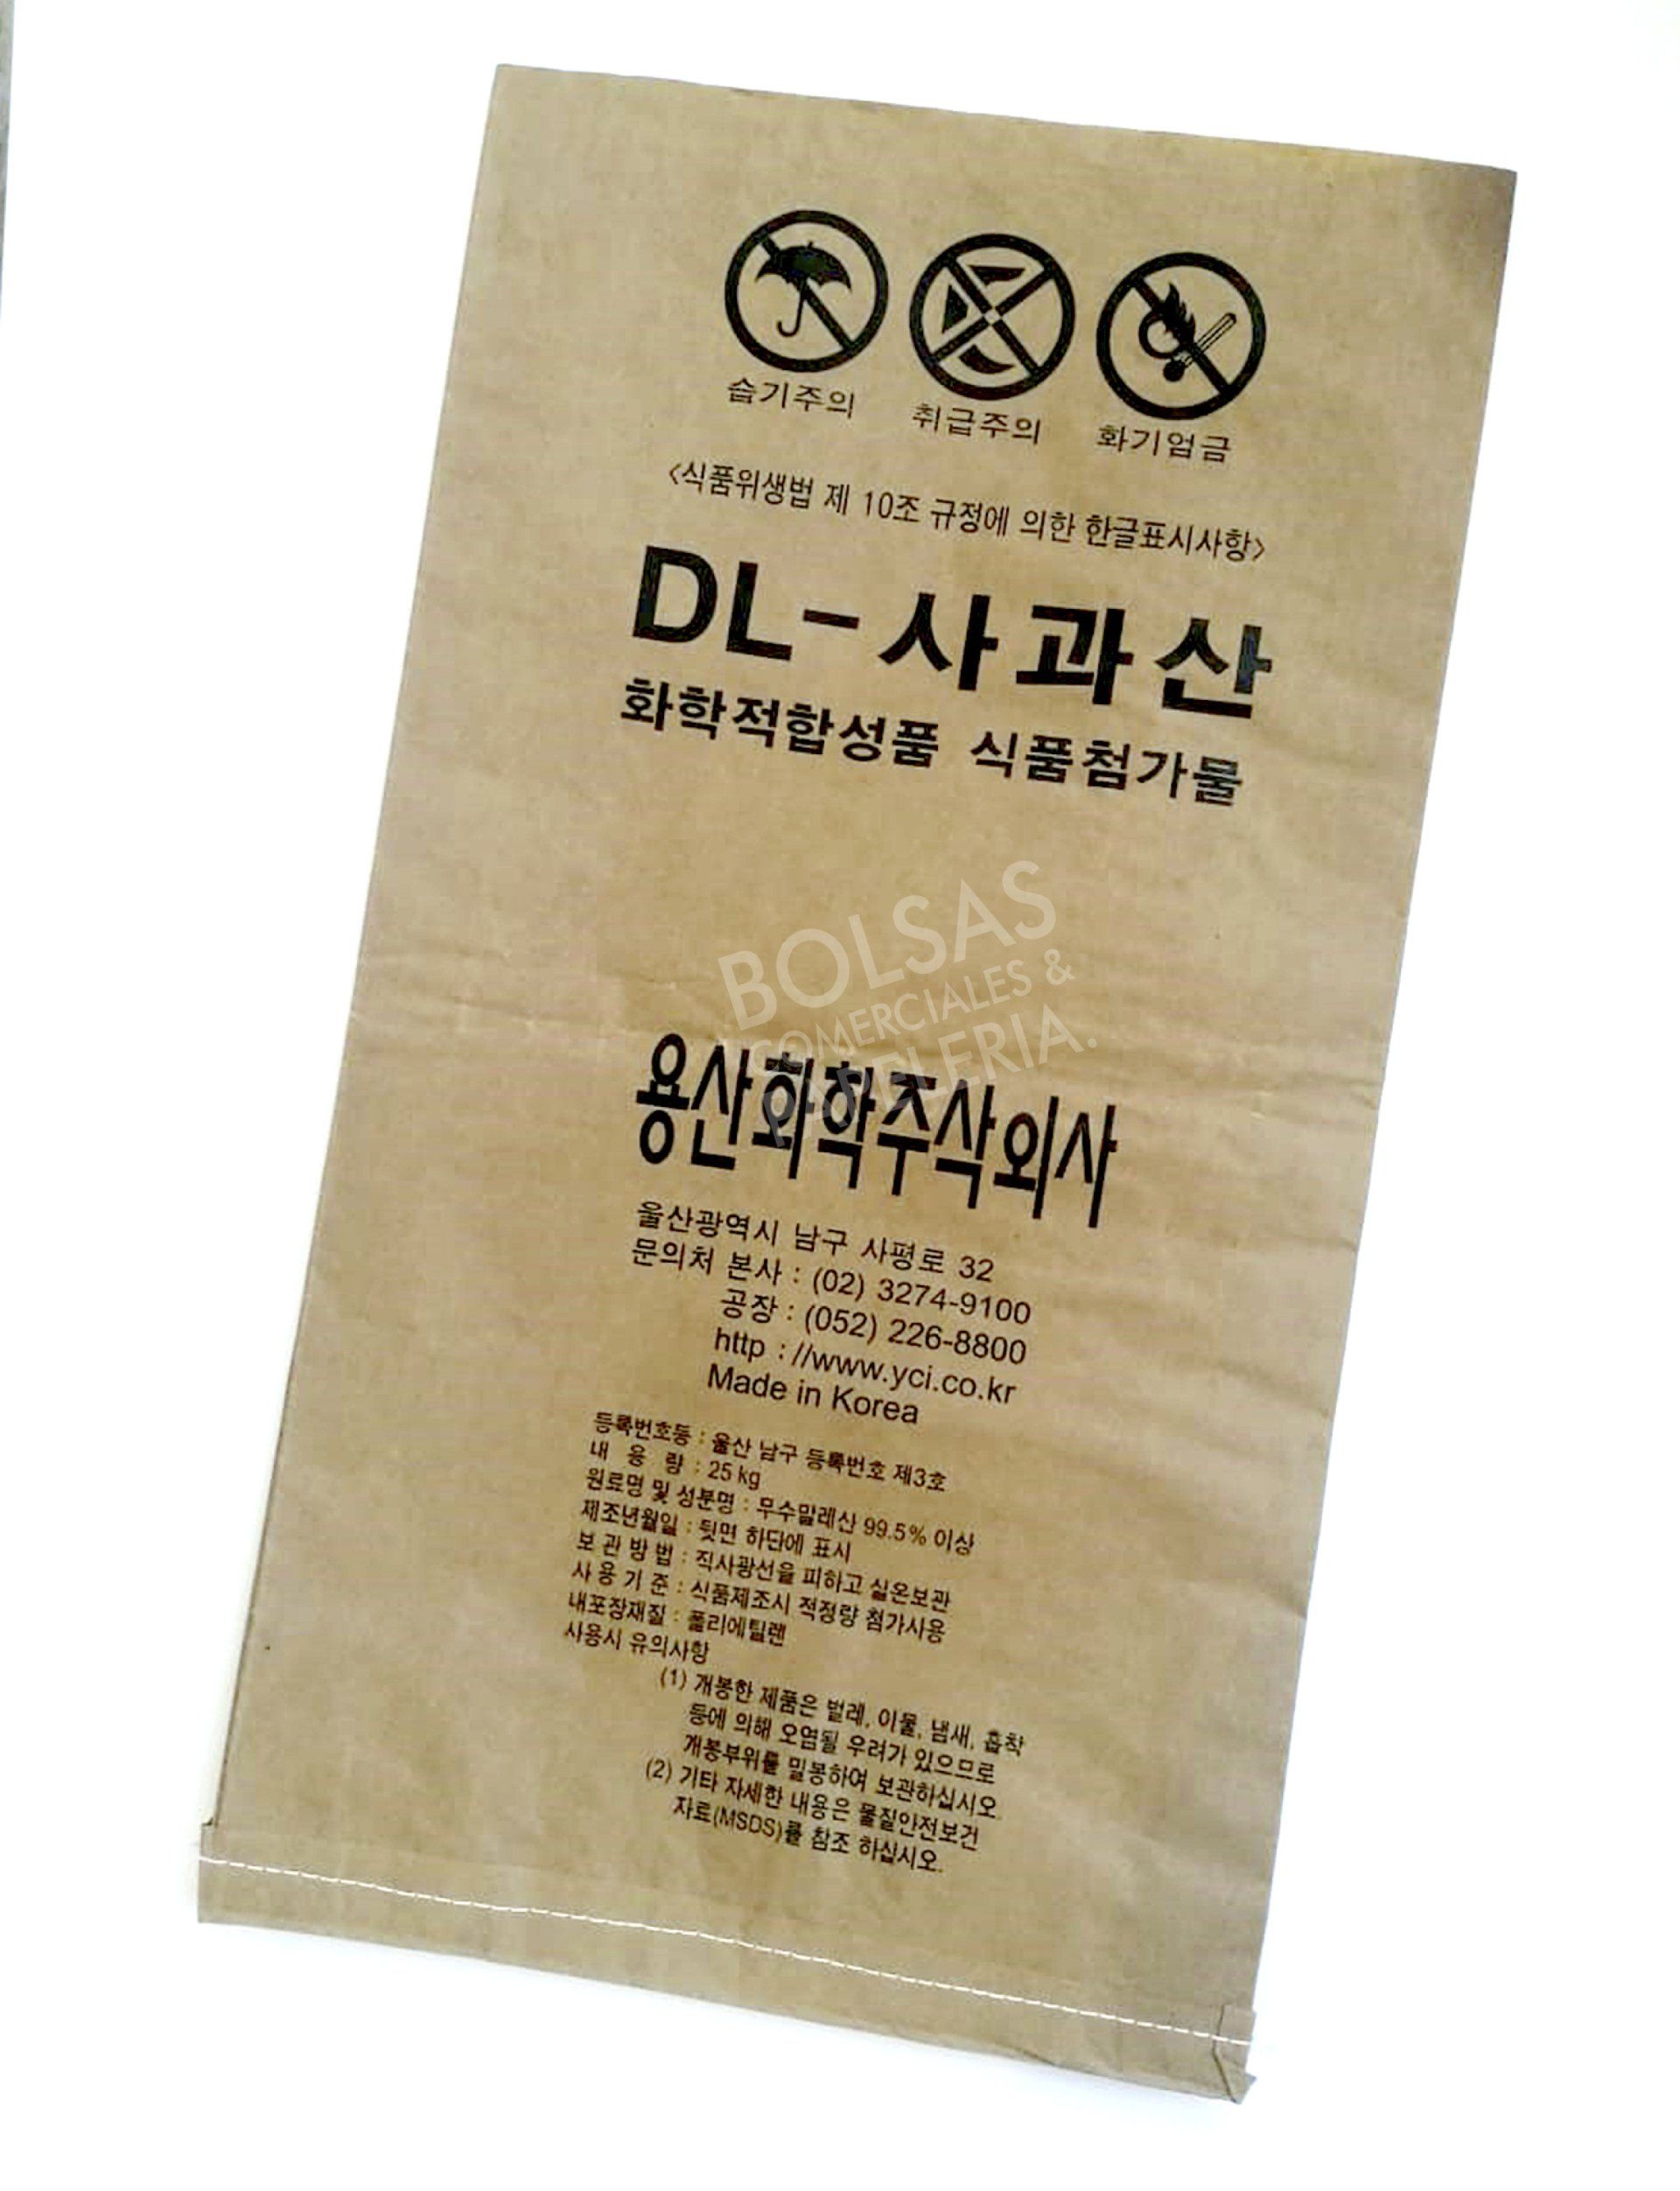 습기주의 취급주의 화기엄금
<식품위생법 제 10조 규정에 의한 한글표시사항>
DL-사과산
화학적합성품 식품첨가물
BOLSAS
COMERCIALES &
PAPELERIA.
용산화학주식회사
울산광역시 남구 사평로 32
문의처 본사 : (02) 3274-9100
공장 : (052) 226-8800
http : //www.yci.co.kr
Made in Korea
등록번호등 : 울산 남구 등록번호 제3호
내 용 량 : 25 kg
원료명 및 성분명 : 무수말레산 99.5% 이상
제조년월일 : 뒷면 하단에 표시
보 관 방 법 : 직사광선을 피하고 실온보관
사 용 기 준 : 식품제조시 적정량 첨가사용
내포장재질 : 폴리에틸랜
사용시 유의사항
(1) 개봉한 제품은 벌레, 이물, 냄새, 흡착
등에 의해 오염될 우려가 있으므로
개봉부위를 밀봉하여 보관하십시오.
(2) 기타 자세한 내용은 물질안전보건
자료(MSDS)를 참조 하십시오.